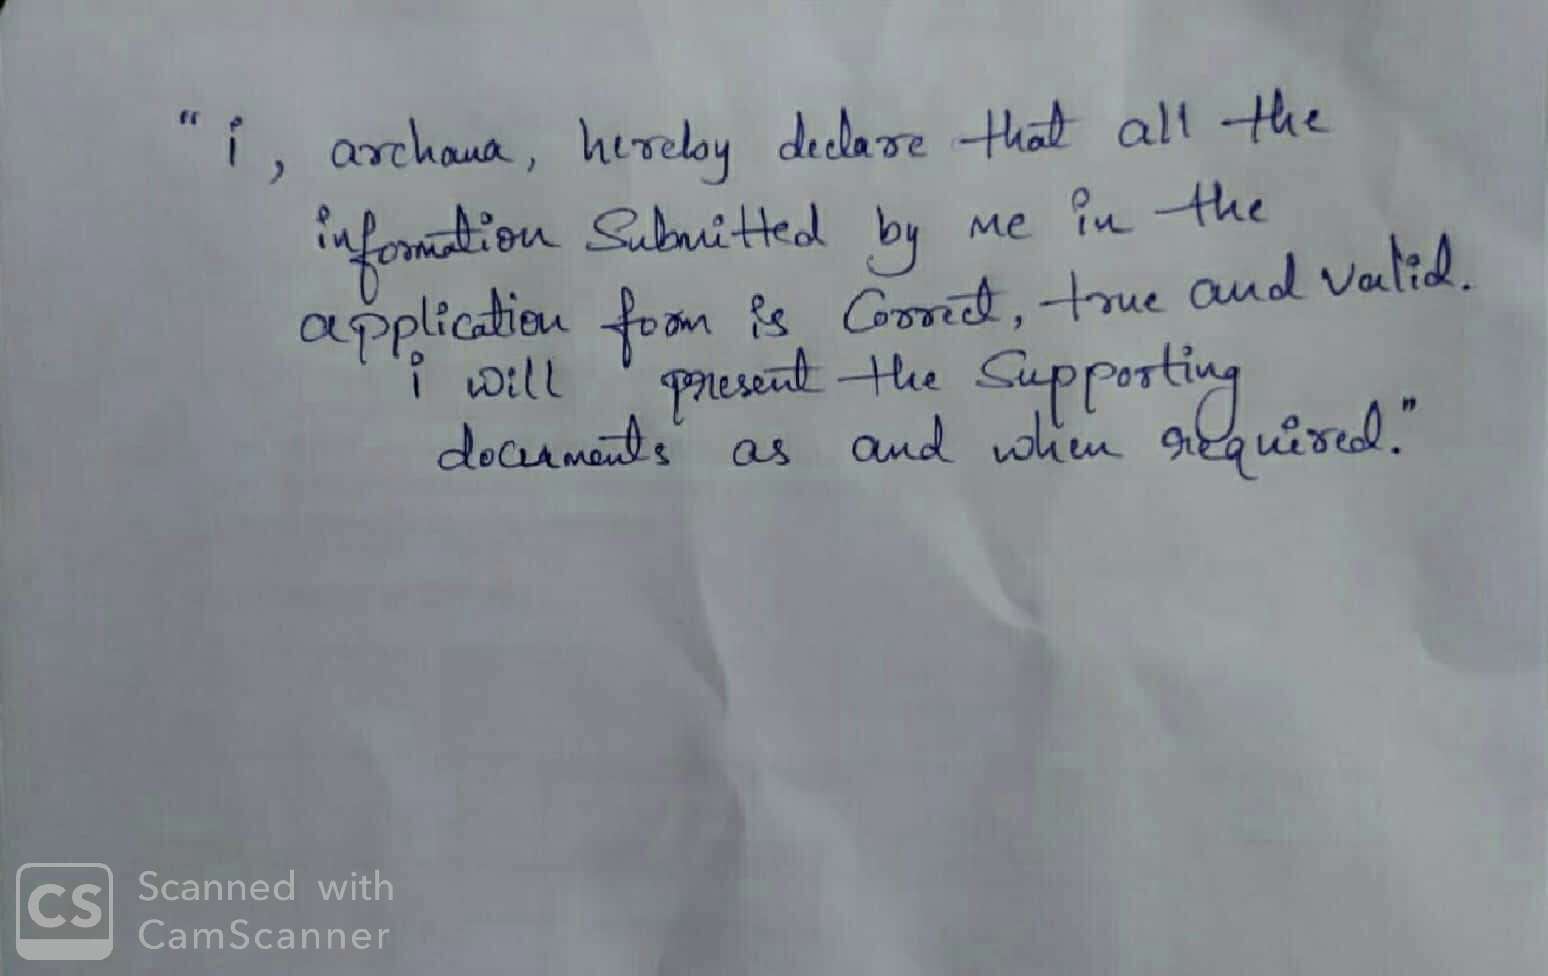 "i, archana, hereby declare that all the
information Submitted by me in the
application form is Correct, true and valid.
i will present the Supporting
documents as and when required."
CS Scanned with
CamScanner